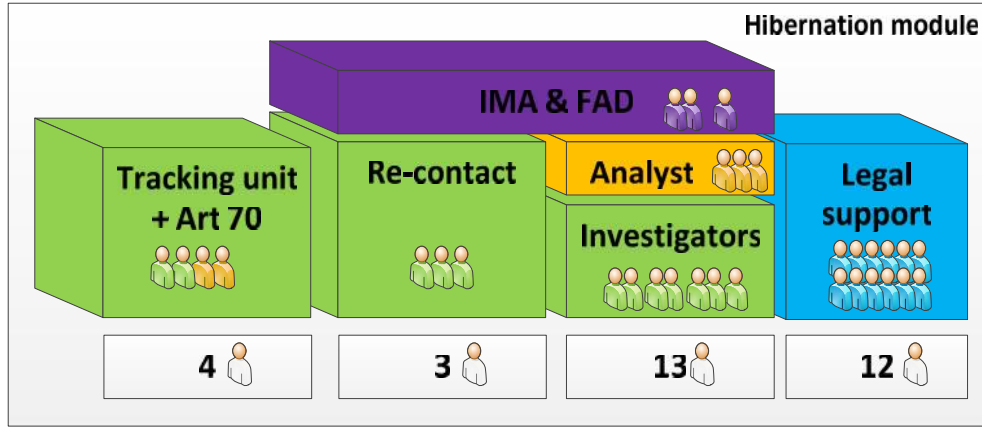 Hibernation module
IMA & FAD
Tracking unit
+ Art 70
Re-contact
Analyst
Investigators
Legal
support
4
3
13
12